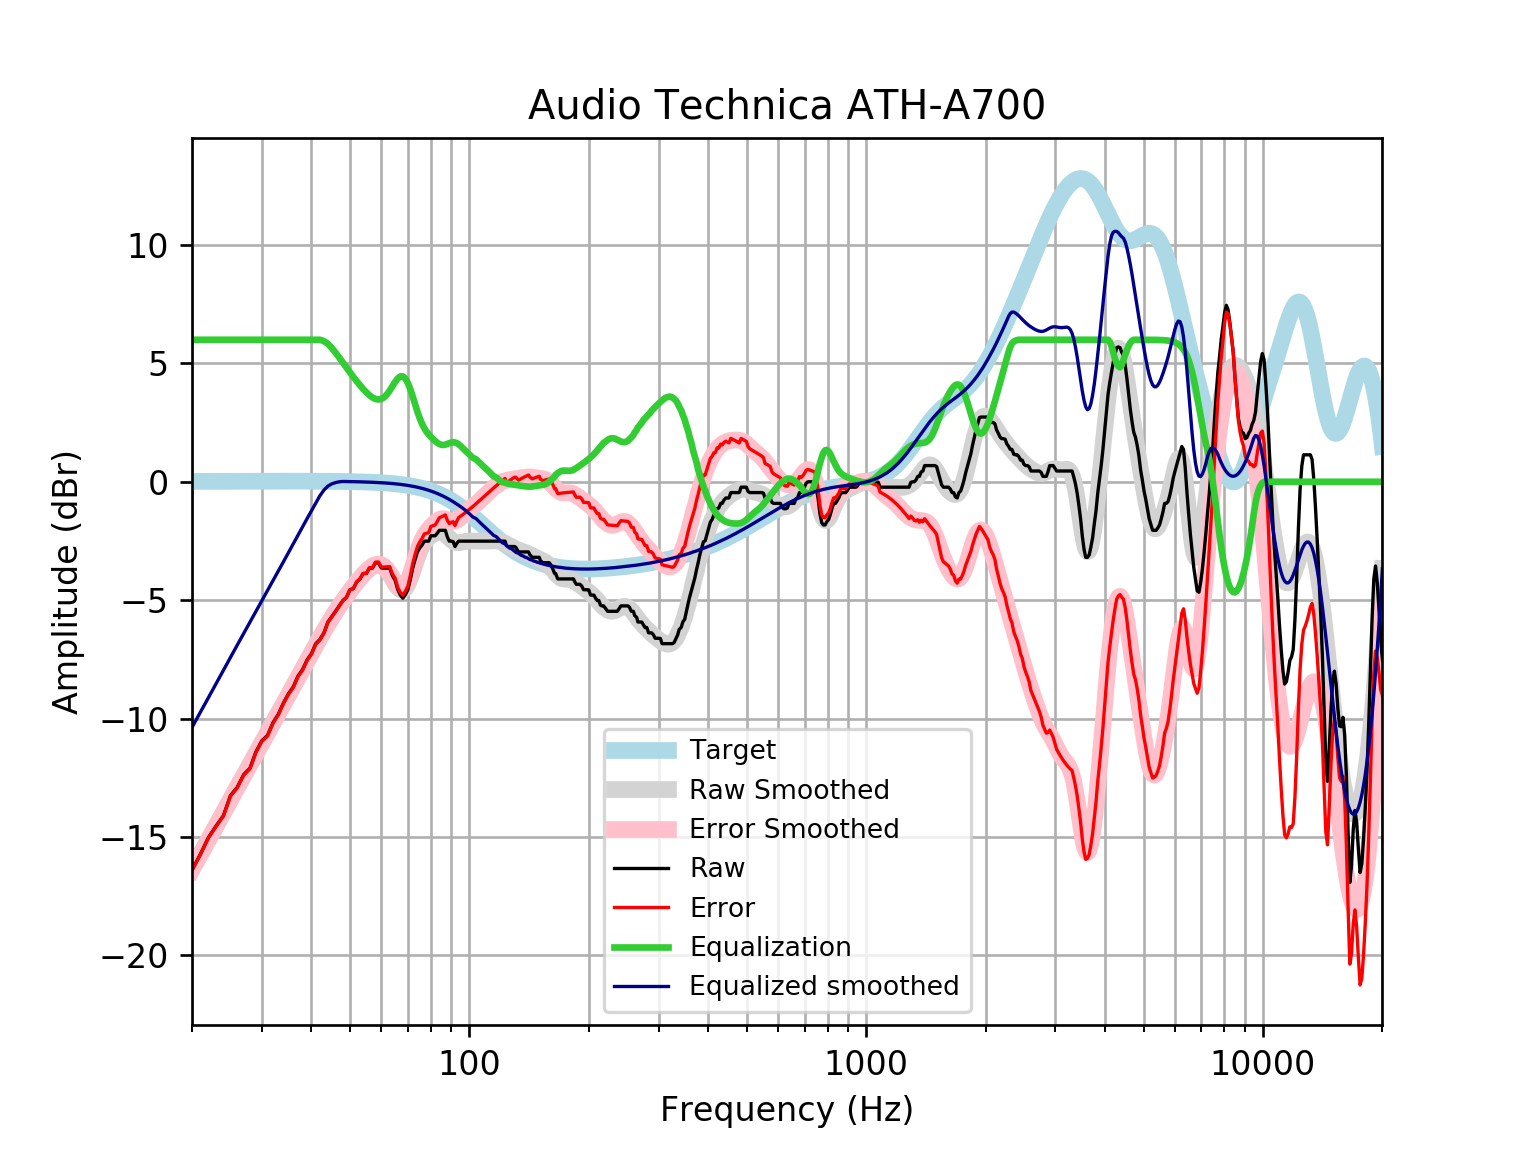 Audio Technica ATH-A700
Amplitude (dBr)
10
5
0
−5
−10
−15
−20
Target
Raw Smoothed
Error Smoothed
Raw
Error
Equalization
Equalized smoothed
100 1000 10000
Frequency (Hz)